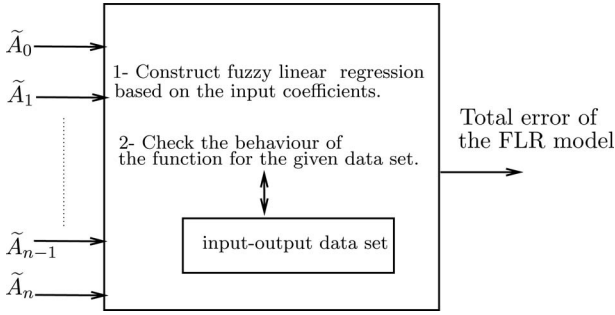 Ã₀
Ã₁
Ãₙ₋₁
Ãₙ
1- Construct fuzzy linear regression
based on the input coefficients.
2- Check the behaviour of
the function for the given data set.
input-output data set
Total error of
the FLR model